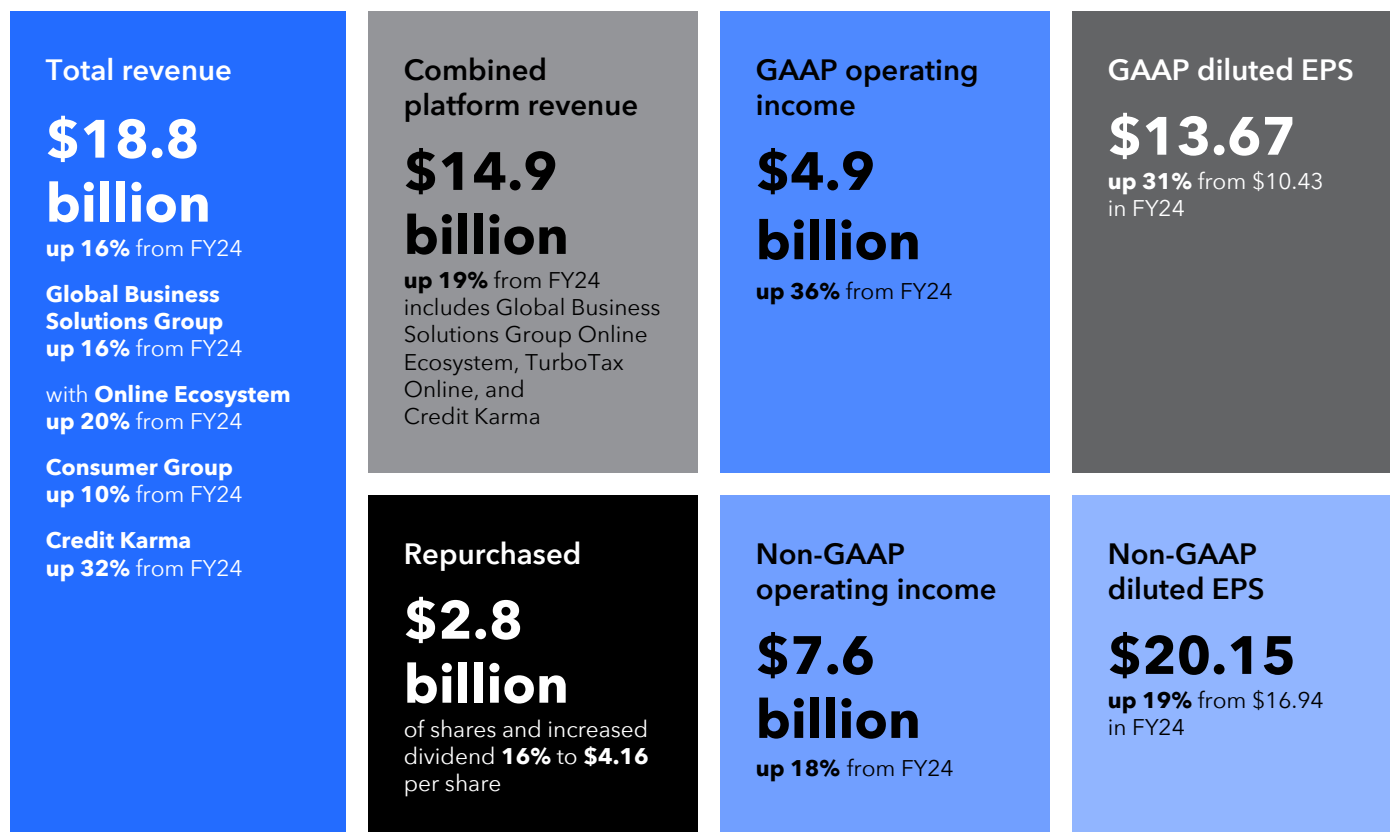 Total revenue
$18.8
billion
up 16% from FY24
Global Business
Solutions Group
up 16% from FY24
with Online Ecosystem
up 20% from FY24
Consumer Group
up 10% from FY24
Credit Karma
up 32% from FY24
Combined
platform revenue
$14.9
billion
up 19% from FY24
includes Global Business
Solutions Group Online
Ecosystem, TurboTax
Online, and
Credit Karma
GAAP operating
income
$4.9
billion
up 36% from FY24
GAAP diluted EPS
$13.67
up 31% from $10.43
in FY24
Repurchased
$2.8
billion
of shares and increased
dividend 16% to $4.16
per share
Non-GAAP
operating income
$7.6
billion
up 18% from FY24
Non-GAAP
diluted EPS
$20.15
up 19% from $16.94
in FY24